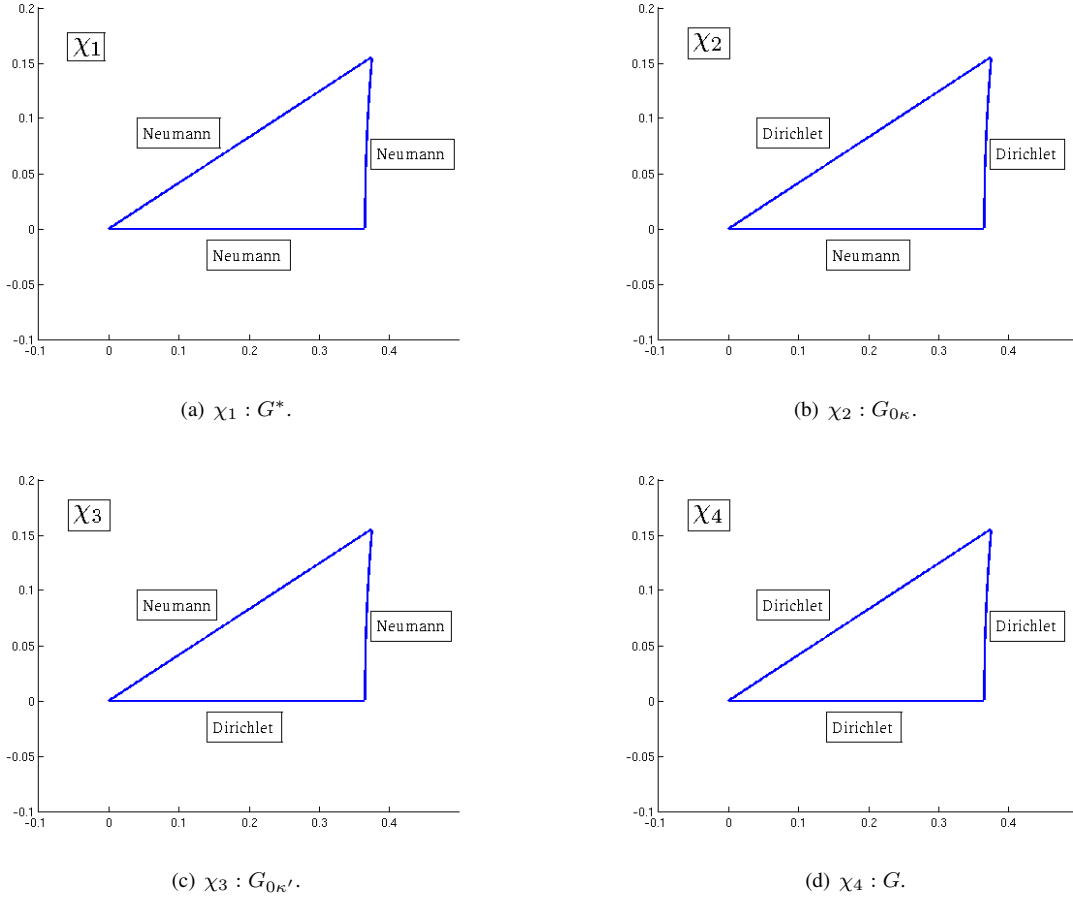 0.2
χ1
0.15
Neumann
0.1
Neumann
0.05
0
Neumann
-0.05
-0.1
-0.1 0 0.1 0.2 0.3 0.4
(a) χ1 : G*.
0.2
χ2
0.15
Dirichlet
0.1
Dirichlet
0.05
0
Neumann
-0.05
-0.1
-0.1 0 0.1 0.2 0.3 0.4
(b) χ2 : G0κ.
0.2
χ3
0.15
Neumann
0.1
Neumann
0.05
0
Dirichlet
-0.05
-0.1
-0.1 0 0.1 0.2 0.3 0.4
(c) χ3 : G0κ′.
0.2
χ4
0.15
Dirichlet
0.1
Dirichlet
0.05
0
Dirichlet
-0.05
-0.1
-0.1 0 0.1 0.2 0.3 0.4
(d) χ4 : G.